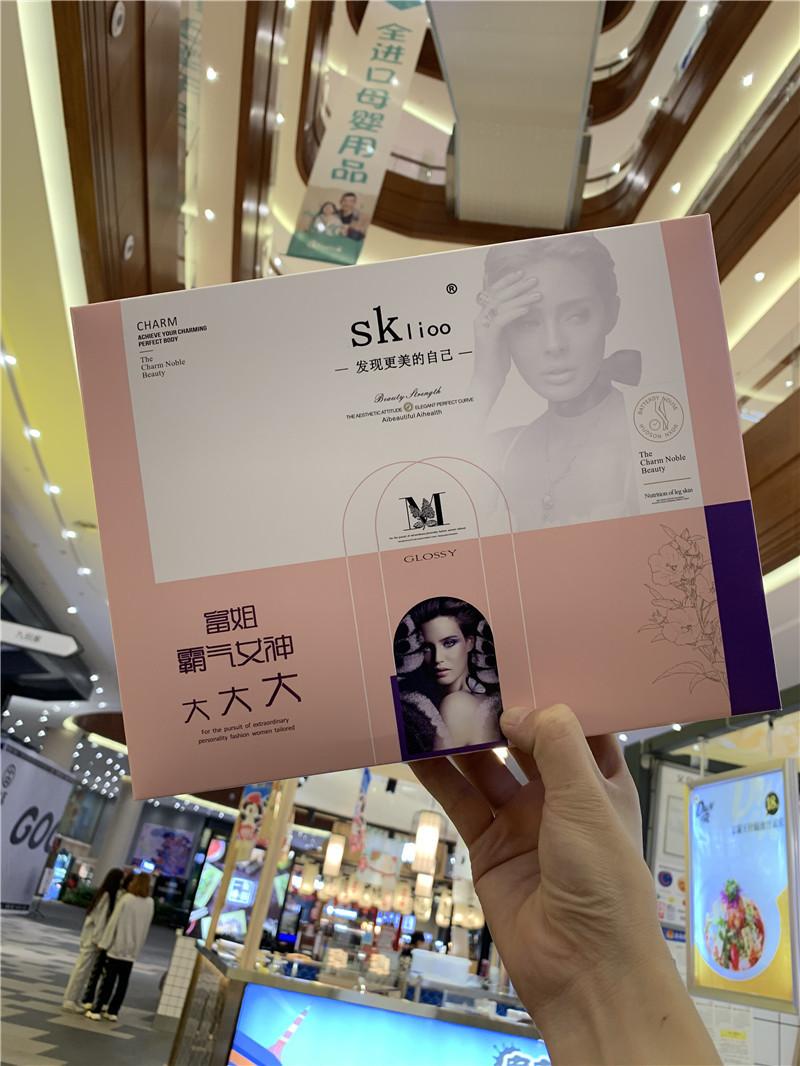 全进口母婴用品
CHARM
ACHIEVE YOUR CHARMING
PERFECT BODY
The
Charm Noble
Beauty
sklioo®
— 发现更美的自己 —
Beauty Strength
THE AESTHETIC ATTITUDE ELEGANT PERFECT CURVE
Aibeautiful Aihealth
The
Charm Noble
Beauty
Nutrition of leg skin
M
GLOSSY
富姐
霸气女神
大大大
For the pursuit of extraordinary
personality fashion women tailored
GOO